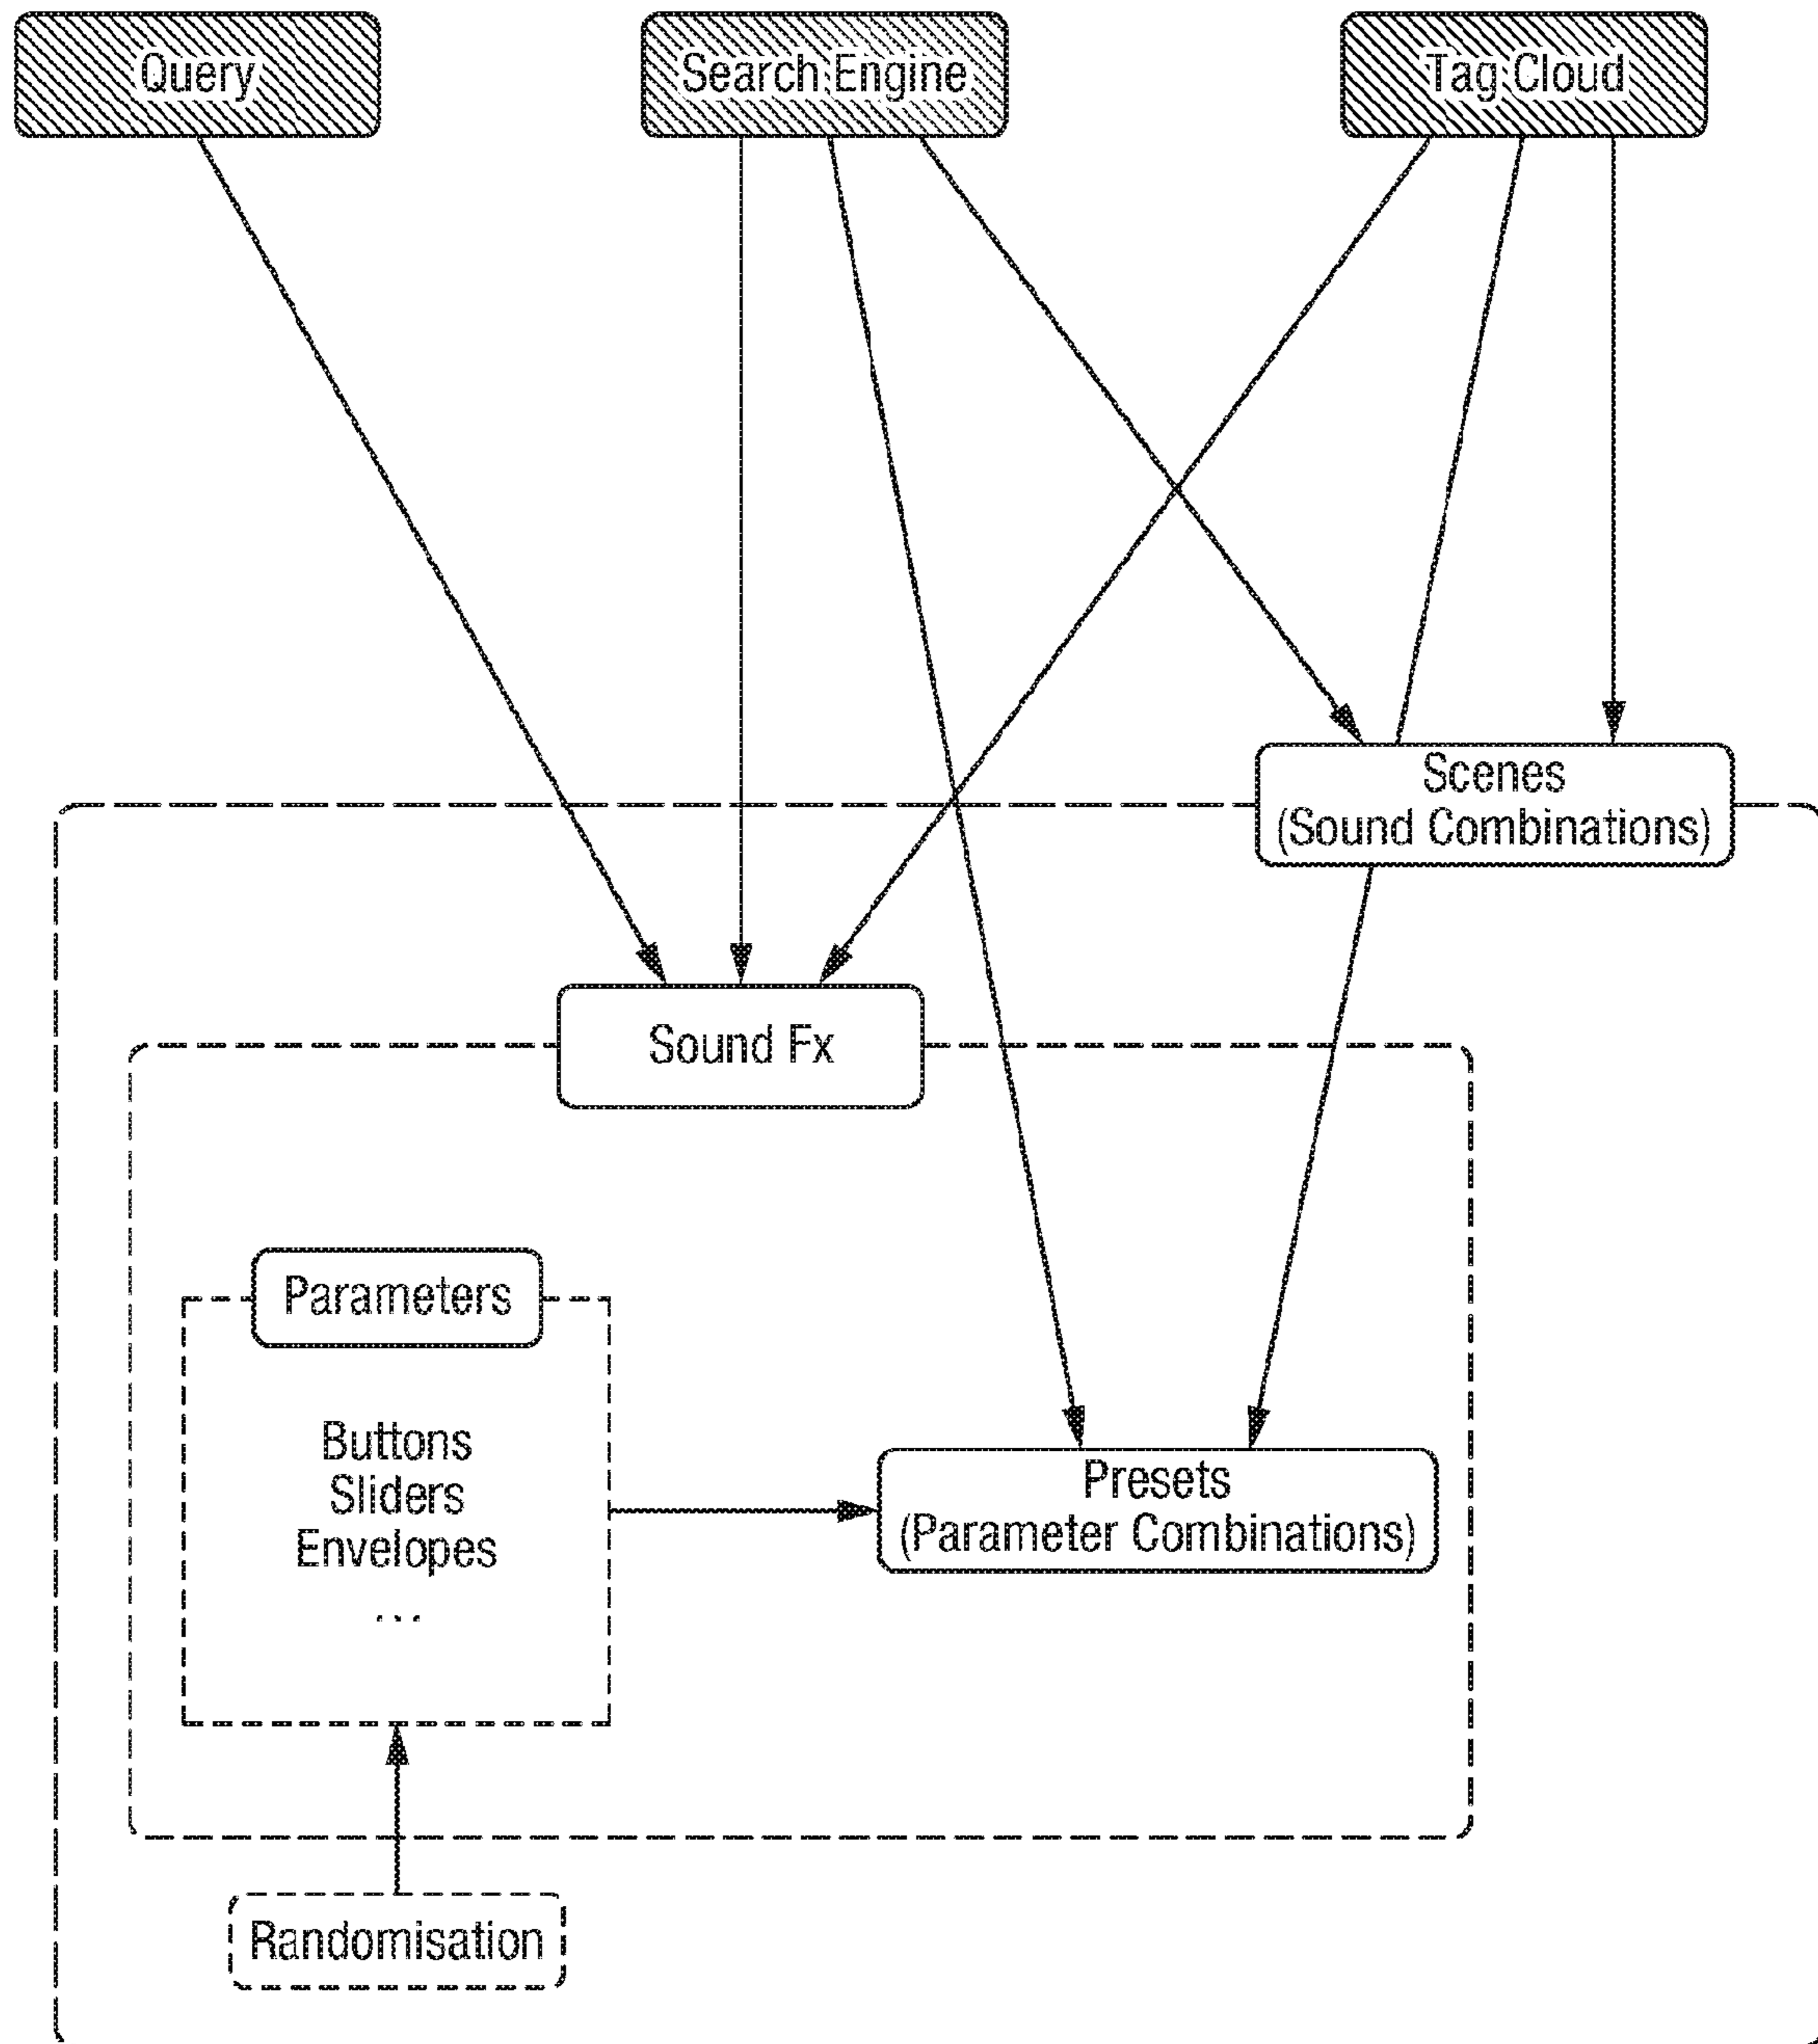 Query
Search Engine
Tag Cloud
Scenes
(Sound Combinations)
Sound Fx
Parameters
Buttons
Sliders
Envelopes
...
Presets
(Parameter Combinations)
Randomisation